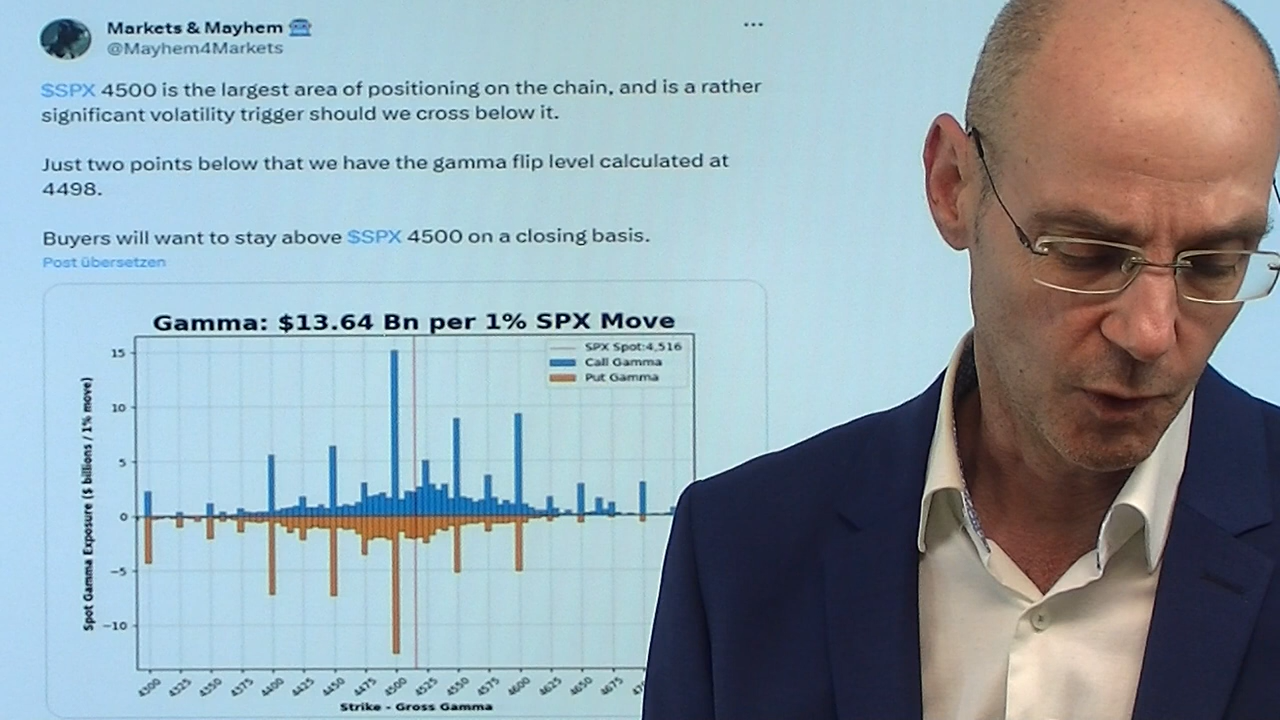 Markets & Mayhem
@Mayhem4Markets
$SPX 4500 is the largest area of positioning on the chain, and is a rather
significant volatility trigger should we cross below it.
Just two points below that we have the gamma flip level calculated at
4498.
Buyers will want to stay above $SPX 4500 on a closing basis.
Post übersetzen
Gamma: $13.64 Bn per 1% SPX Move
SPX Spot:4,516
Call Gamma
Put Gamma
Spot Gamma Exposure ($ billions / 1% move)
15
10
5
0
−5
−10
4300 4325 4350 4375 4400 4425 4450 4475 4500 4525 4550 4575 4600 4625 4650 4675
Strike - Gross Gamma